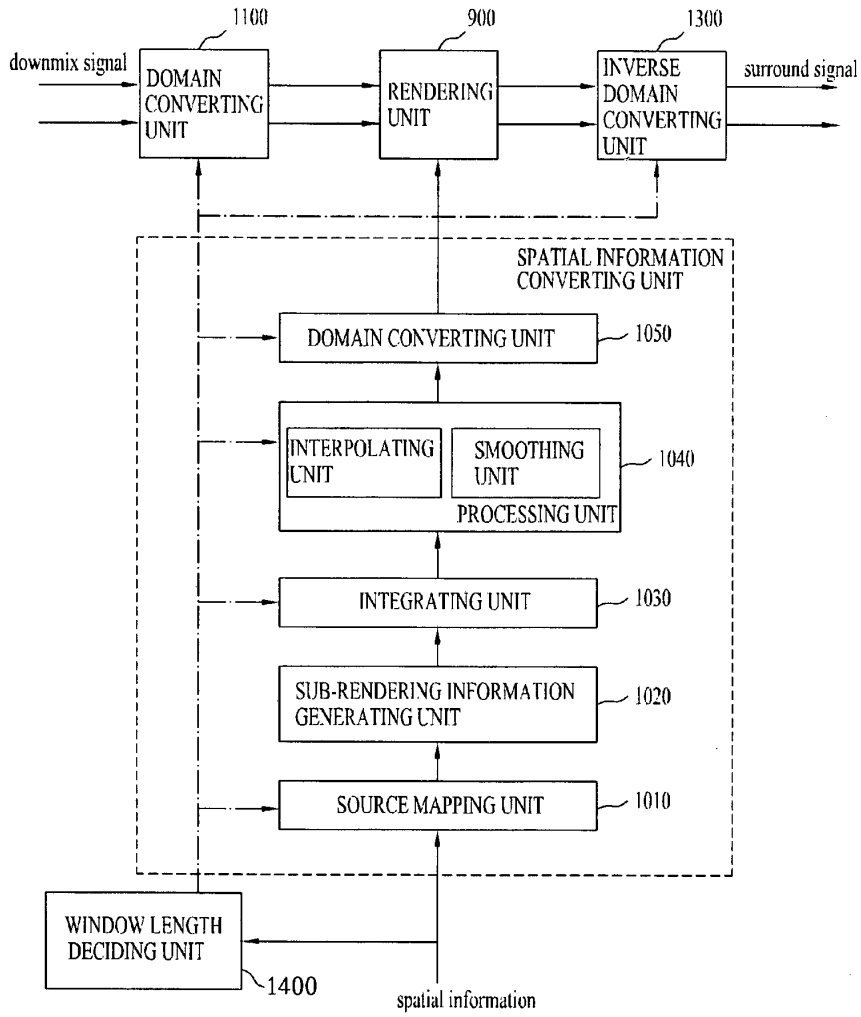 1100
900
1300
downmix signal
DOMAIN
CONVERTING
UNIT
RENDERING
UNIT
INVERSE
DOMAIN
CONVERTING
UNIT
surround signal
SPATIAL INFORMATION
CONVERTING UNIT
DOMAIN CONVERTING UNIT
1050
INTERPOLATING
UNIT
SMOOTHING
UNIT
PROCESSING UNIT
1040
INTEGRATING UNIT
1030
SUB-RENDERING INFORMATION
GENERATING UNIT
1020
SOURCE MAPPING UNIT
1010
WINDOW LENGTH
DECIDING UNIT
1400
spatial information